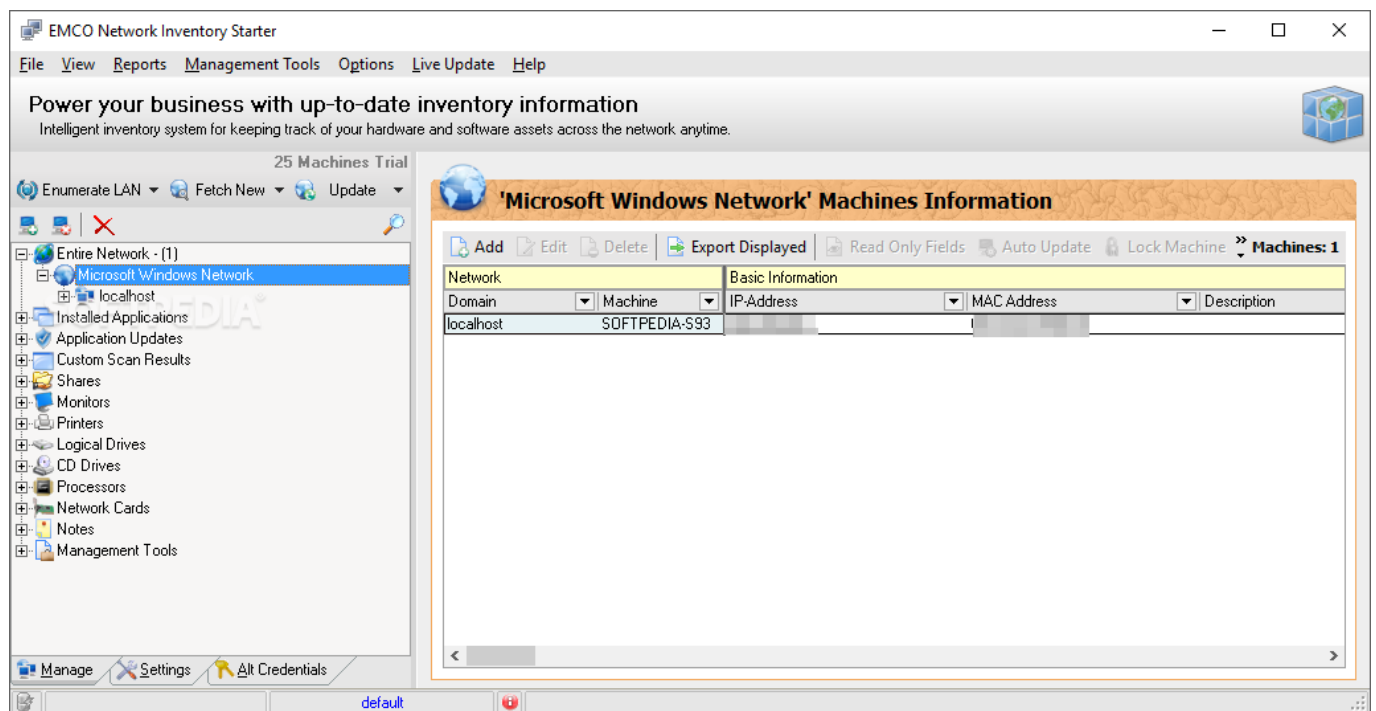 EMCO Network Inventory Starter
File View Reports Management Tools Options Live Update Help
Power your business with up-to-date inventory information
Intelligent inventory system for keeping track of your hardware and software assets across the network anytime.
25 Machines Trial
Enumerate LAN Fetch New Update
Entire Network - (1)
Microsoft Windows Network
localhost
Installed Applications
Application Updates
Custom Scan Results
Shares
Monitors
Printers
Logical Drives
CD Drives
Processors
Network Cards
Notes
Management Tools
Manage Settings Alt Credentials
'Microsoft Windows Network' Machines Information
Add Edit Delete Export Displayed Read Only Fields Auto Update Lock Machine » Machines: 1
Network Basic Information
Domain Machine IP-Address MAC Address Description
localhost SOFTPEDIA-S93
default